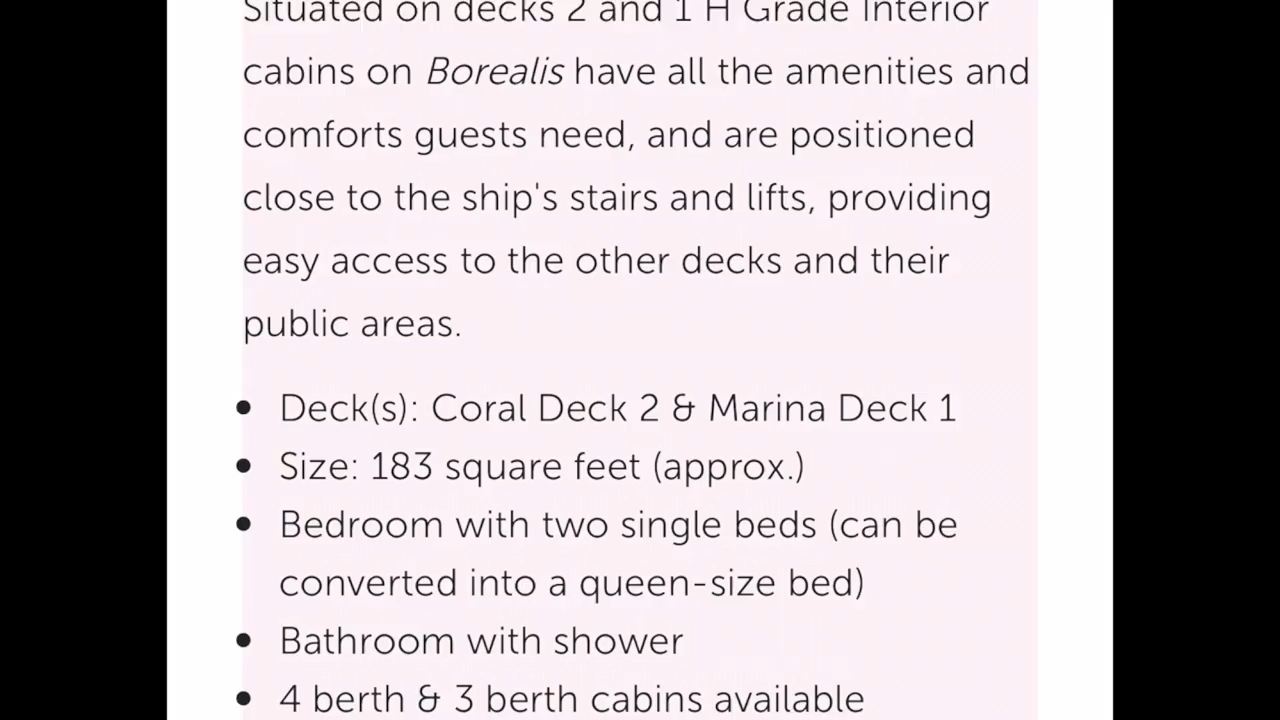 Situated on decks 2 and 1 H Grade Interior
cabins on Borealis have all the amenities and
comforts guests need, and are positioned
close to the ship's stairs and lifts, providing
easy access to the other decks and their
public areas.
• Deck(s): Coral Deck 2 & Marina Deck 1
• Size: 183 square feet (approx.)
• Bedroom with two single beds (can be
converted into a queen-size bed)
• Bathroom with shower
• 4 berth & 3 berth cabins available